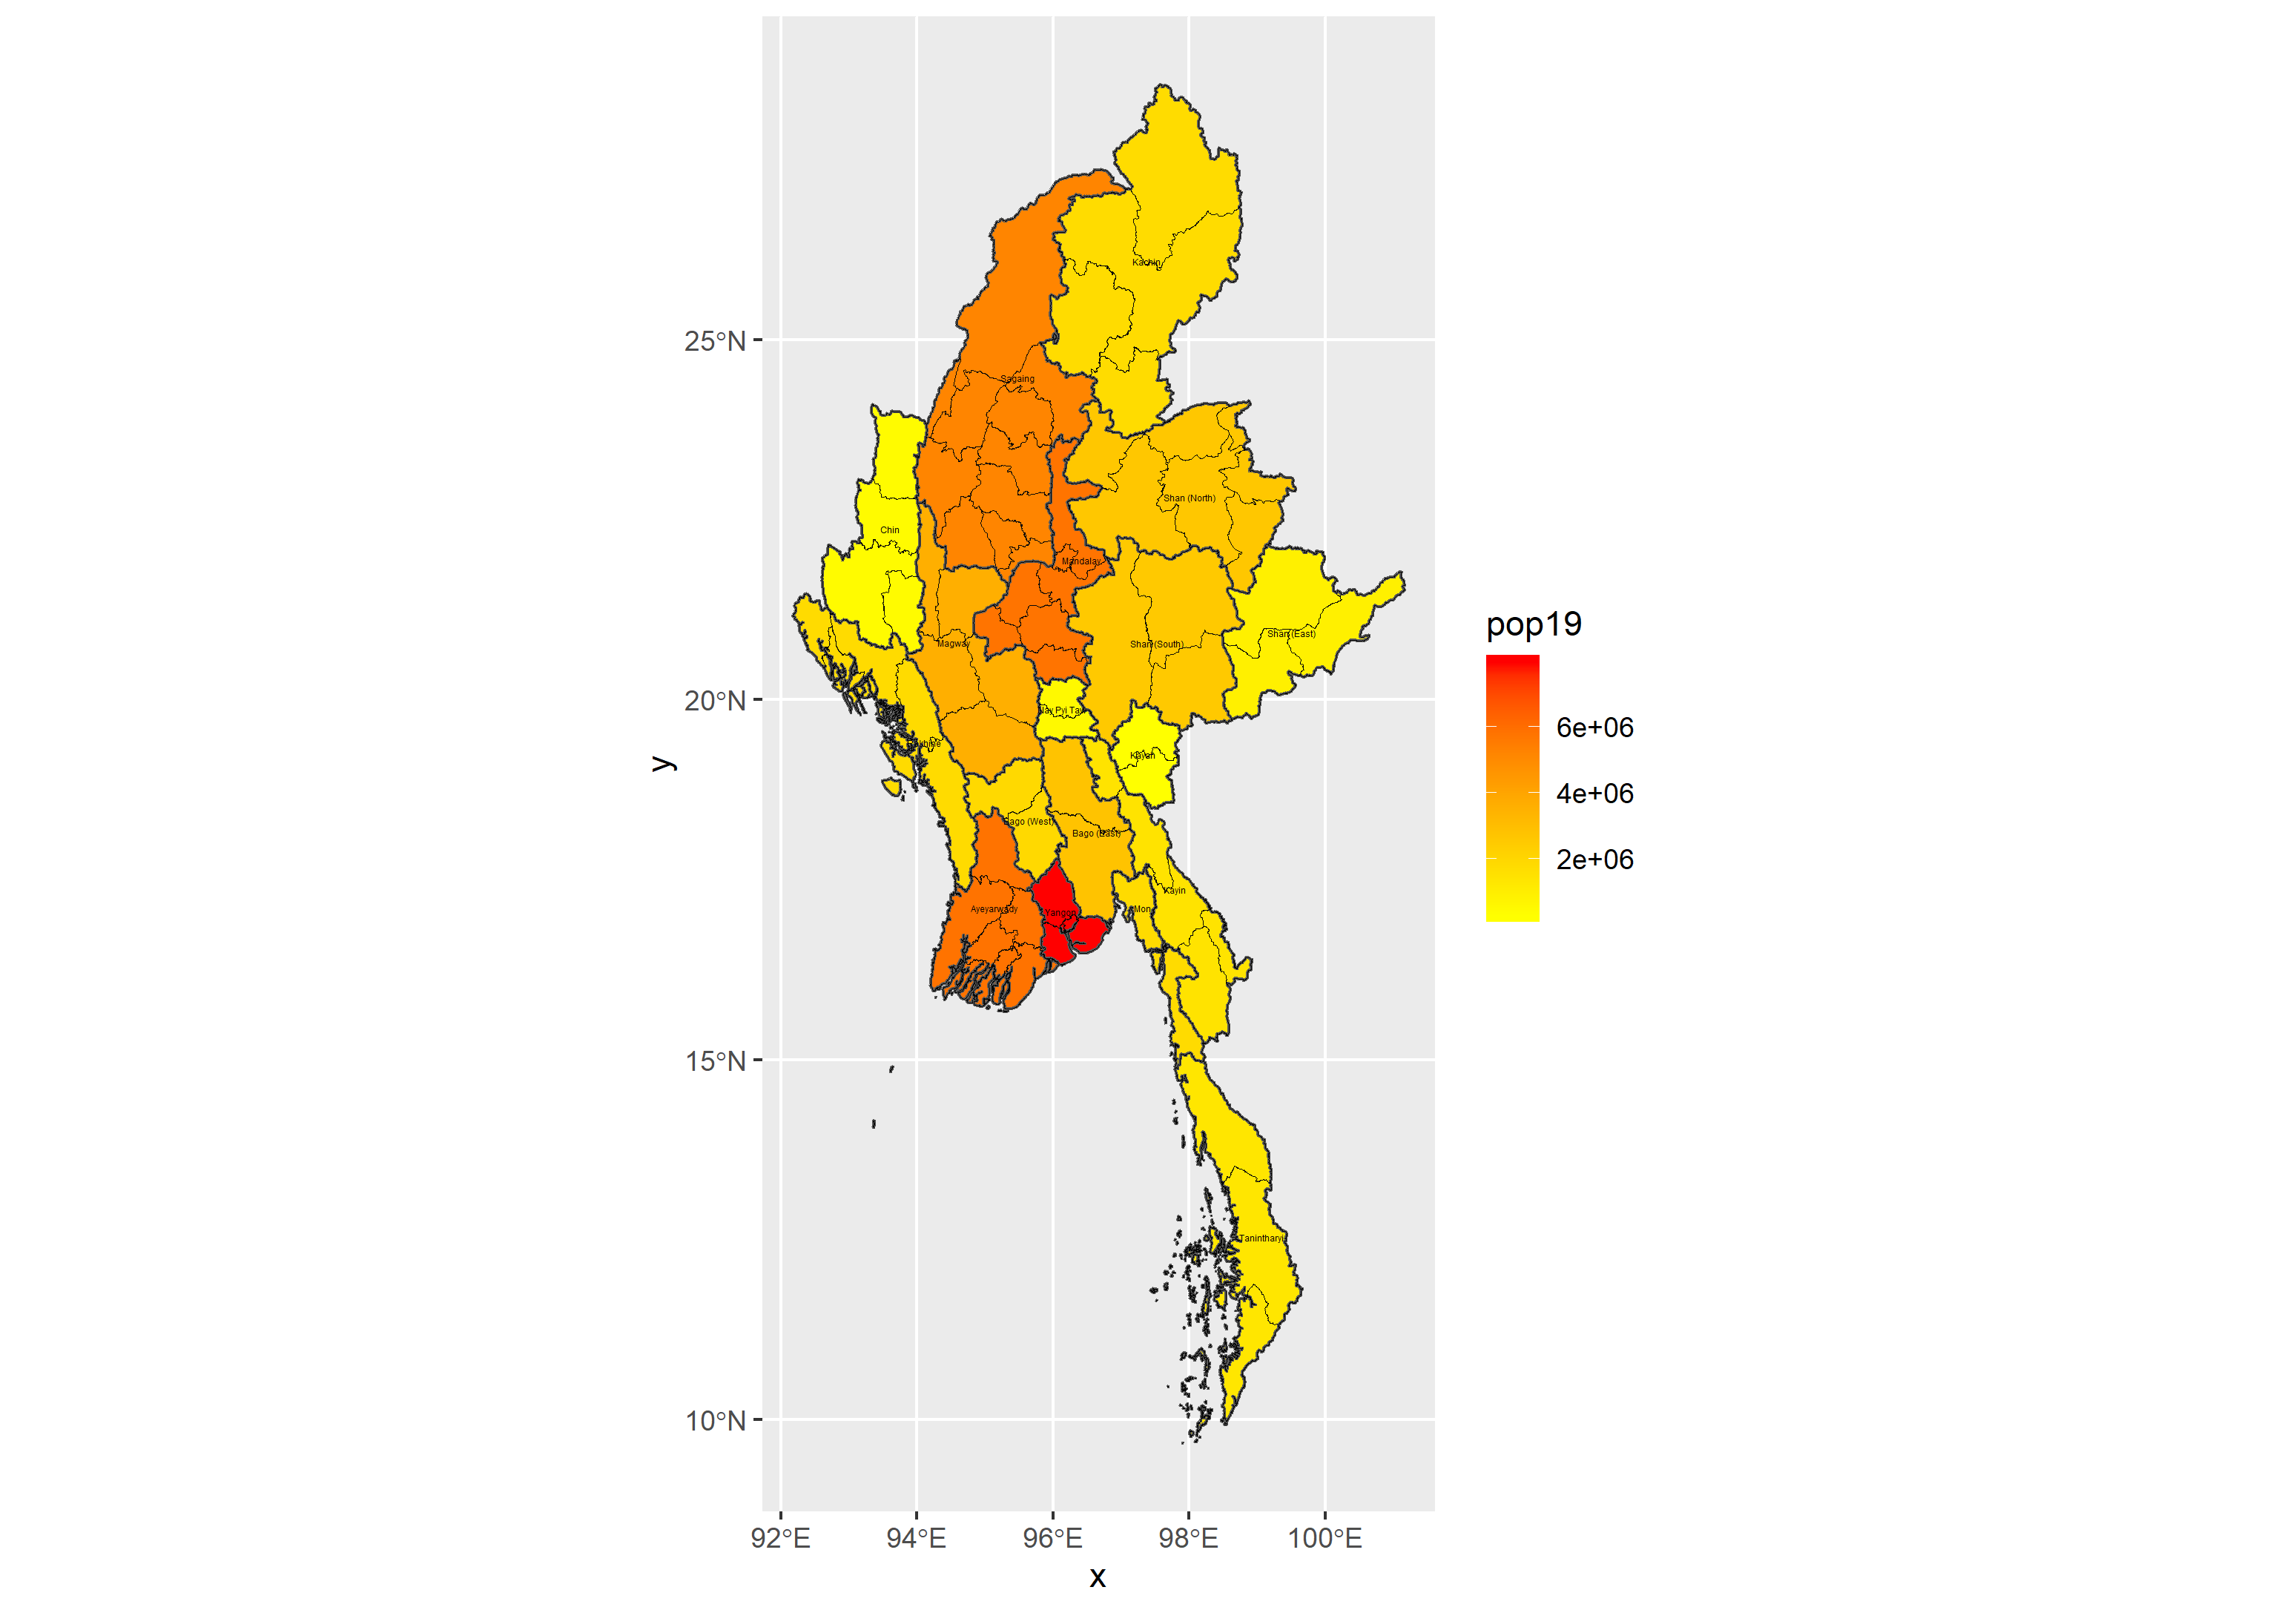 Kachin
25°N
Sagaing
Shan (North)
Chin
Mandalay
Shan (East)
Magway
Shan (South)
20°N
Nay Pyi Taw
Kayah
Bago (West)
Bago (East)
Kayin
Ayeyarwady
Yangon
Mon
15°N
Tanintharyi
10°N
92°E 94°E 96°E 98°E 100°E
x
y
pop19
6e+06
4e+06
2e+06